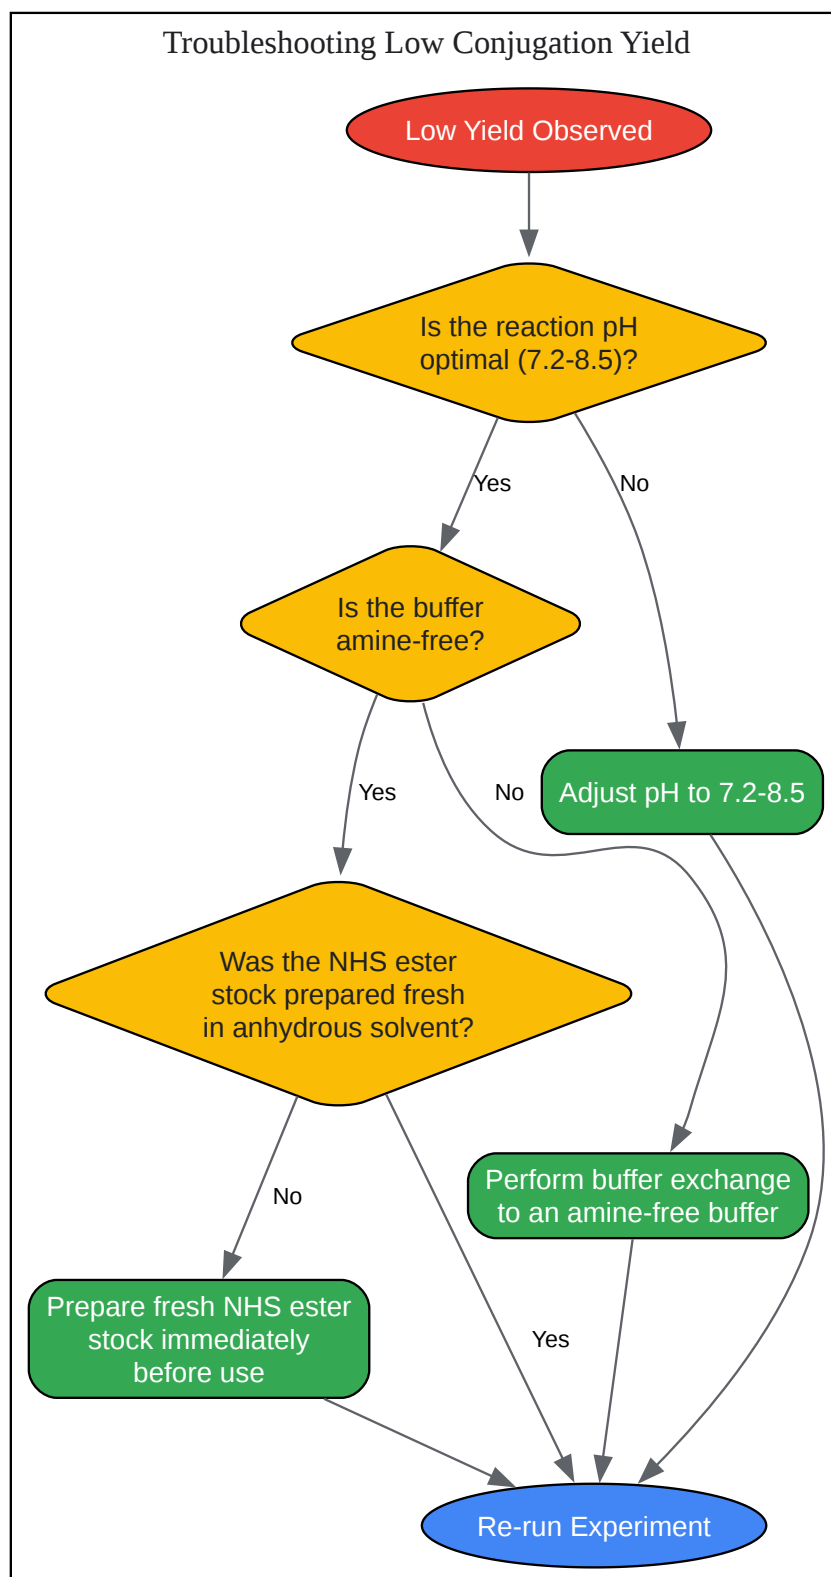 Troubleshooting Low Conjugation Yield
Low Yield Observed
Is the reaction pH
optimal (7.2-8.5)?
Yes
No
Is the buffer
amine-free?
Yes
No
Adjust pH to 7.2-8.5
Was the NHS ester
stock prepared fresh
in anhydrous solvent?
No
Perform buffer exchange
to an amine-free buffer
Prepare fresh NHS ester
stock immediately
before use
Yes
Re-run Experiment